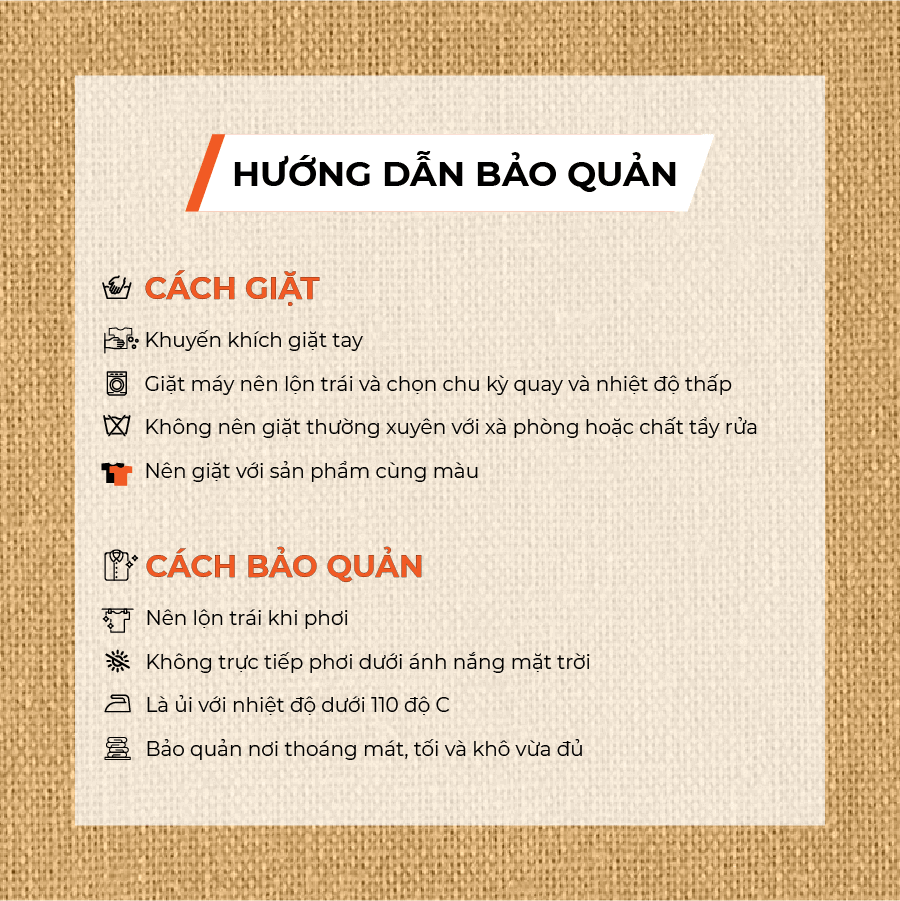 HƯỚNG DẪN BẢO QUẢN
CÁCH GIẶT
Khuyến khích giặt tay
Giặt máy nên lộn trái và chọn chu kỳ quay và nhiệt độ thấp
Không nên giặt thường xuyên với xà phòng hoặc chất tẩy rửa
Nên giặt với sản phẩm cùng màu
CÁCH BẢO QUẢN
Nên lộn trái khi phơi
Không trực tiếp phơi dưới ánh nắng mặt trời
Là ủi với nhiệt độ dưới 110 độ C
Bảo quản nơi thoáng mát, tối và khô vừa đủ